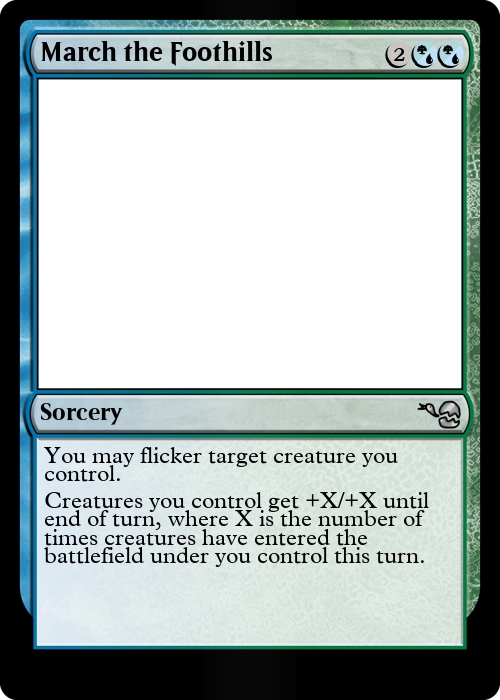 March the Foothills 2
Sorcery
You may flicker target creature you
control.
Creatures you control get +X/+X until
end of turn, where X is the number of
times creatures have entered the
battlefield under you control this turn.